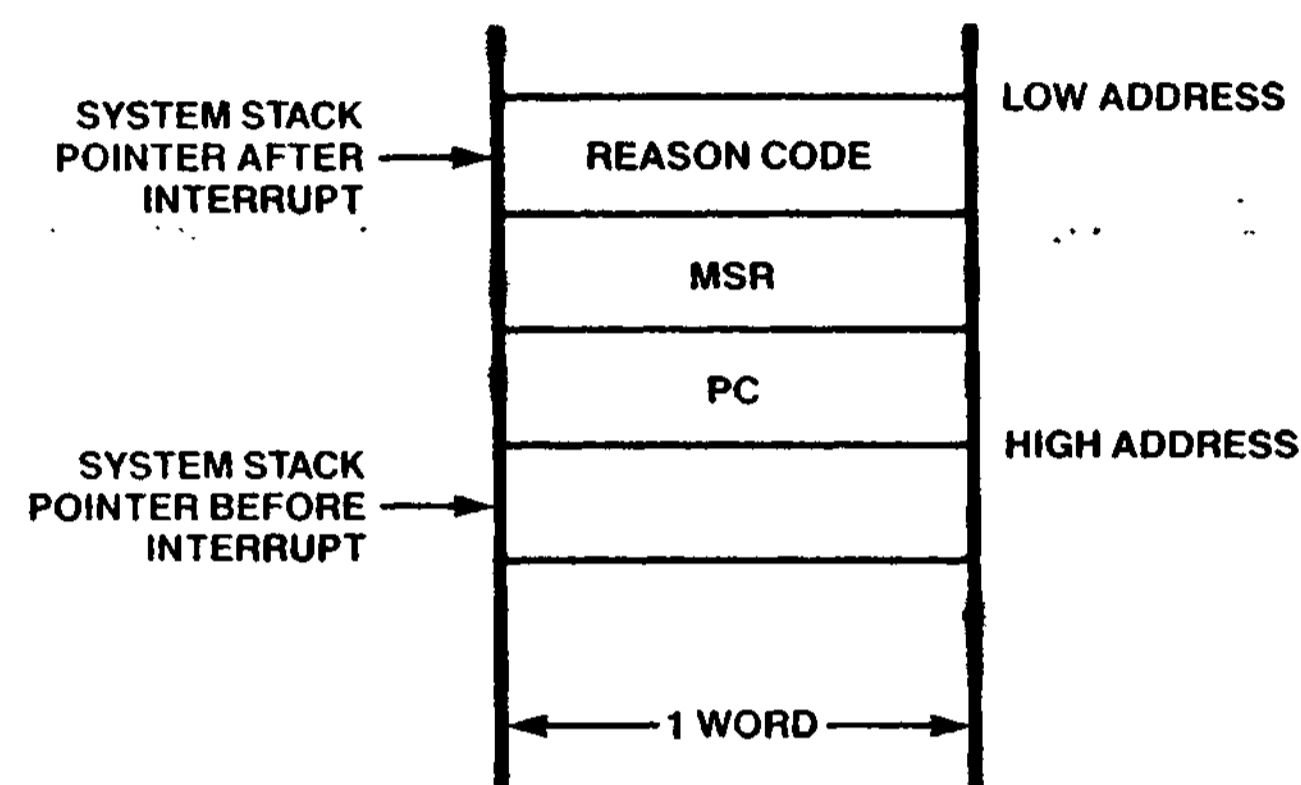 LOW ADDRESS
SYSTEM STACK
POINTER AFTER
INTERRUPT
REASON CODE
MSR
PC
HIGH ADDRESS
SYSTEM STACK
POINTER BEFORE
INTERRUPT
1 WORD